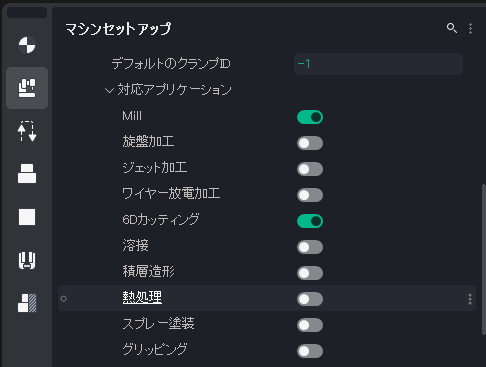 マシンセットアップ
デフォルトのクランプID -1
対応アプリケーション
Mill
旋盤加工
ジェット加工
ワイヤー放電加工
6Dカッティング
溶接
積層造形
熱処理
スプレー塗装
グリッピング